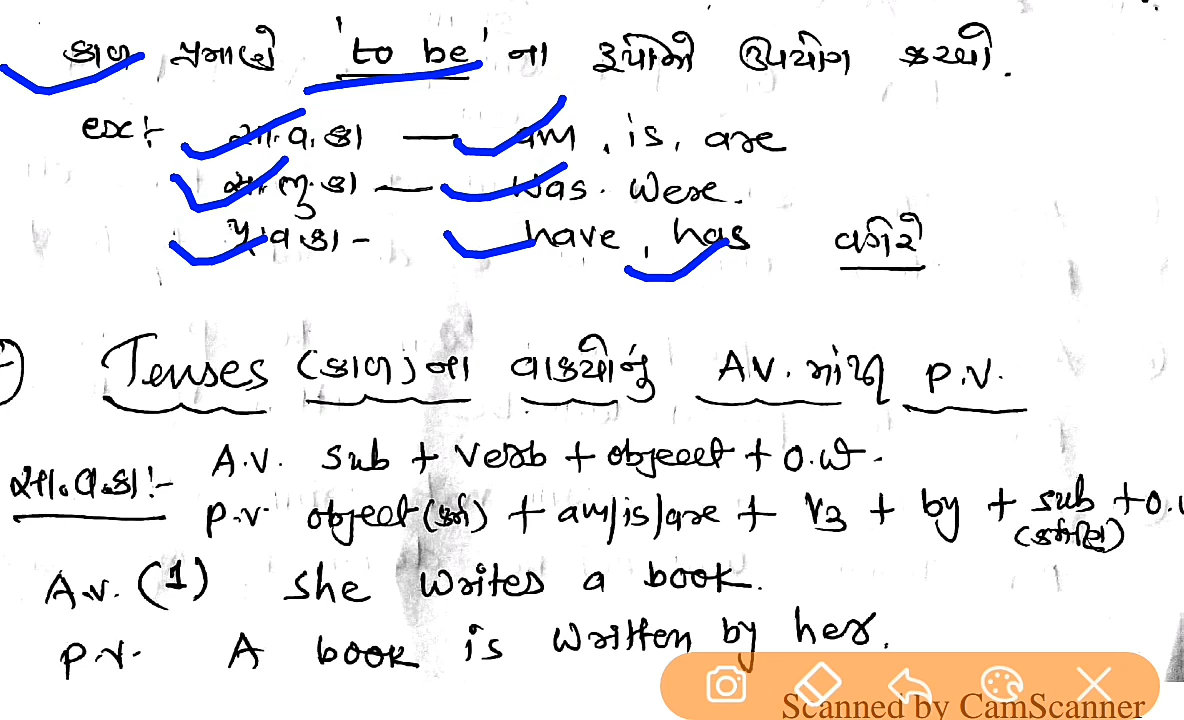 કાળ પ્રમાણે 'to be' ના રૂપોનો ઉપયોગ કરવો.
ex:- સા.વ.કા — am, is, are
સા.ભૂ.કા — was. were.
પૂ.વ.કા - have, has વગેરે
Tenses (કાળ) ના વાક્યોનું A.V. માંથી P.V.
સા.વ.કા:- A.V. sub + verb + object + o.w.
P.V. object (કર્મ) + am/is/are + V3 + by + sub + o.
(કર્તા)
A.V. (1) She writes a book.
P.V. A book is written by her.
Scanned by CamScanner